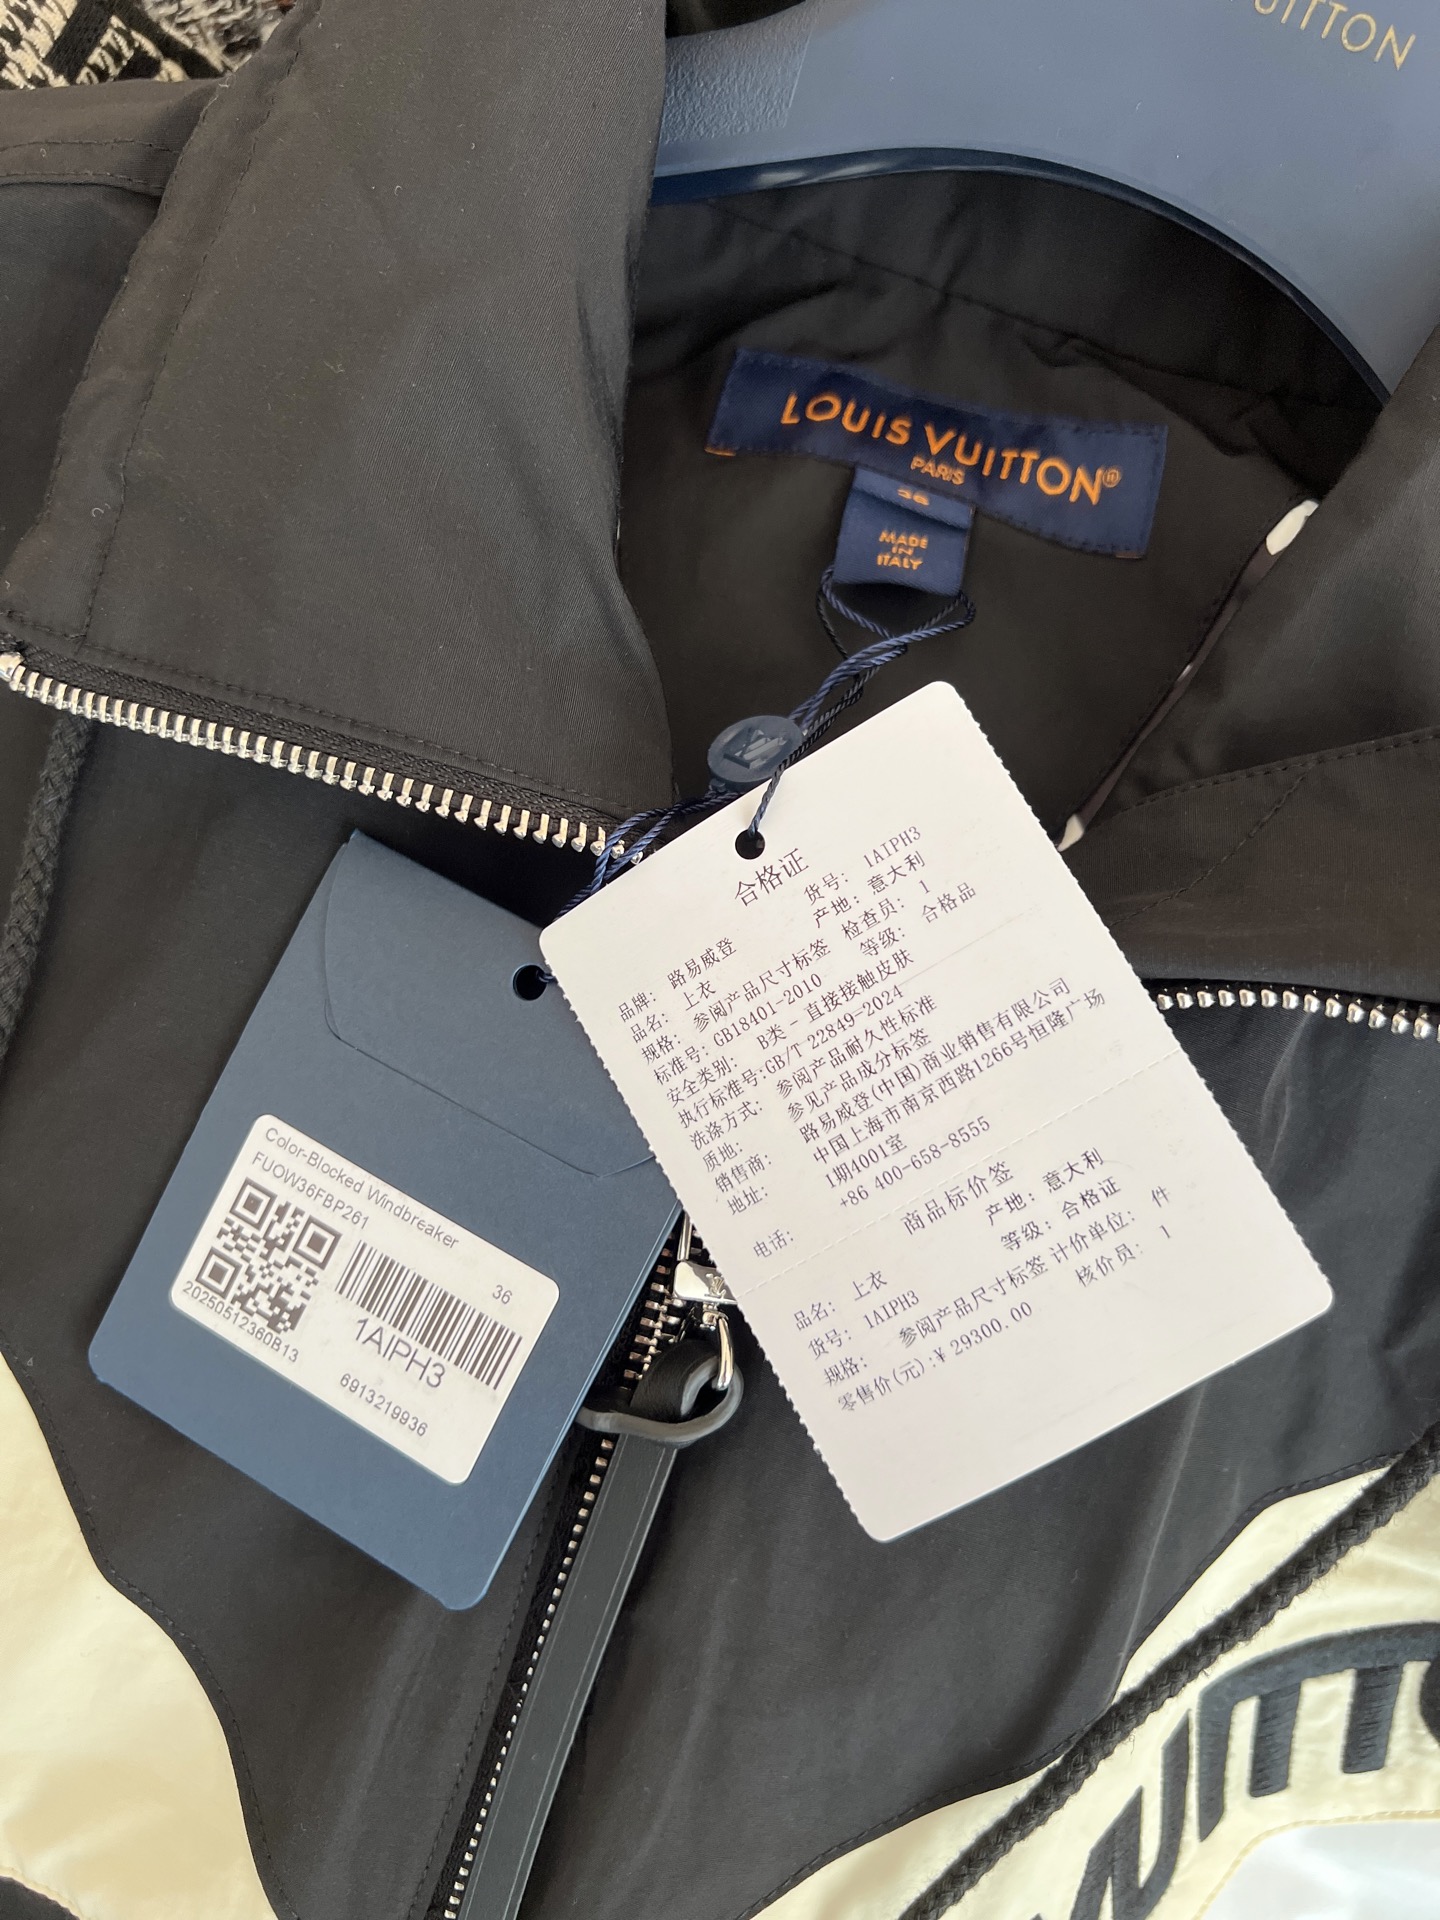 VUITTON
LOUIS VUITTON
PARIS
36
MADE
IN
ITALY
合格证
货号: 1AIPH3
产地: 意大利
品牌: 路易威登
检查员: 1
品名: 上衣
等级: 合格品
规格: 参阅产品尺寸标签
标准号: GB18401-2010
安全类别: B类-直接接触皮肤
执行标准号:GB/T-22849-2024
洗涤方式: 参阅产品耐久性标准
质地: 参见产品成分标签
销售商: 路易威登(中国)商业销售有限公司
地址: 中国上海市南京西路1266号恒隆广场
1期4001室
电话: +86 400-658-8555
商品标价签
产地: 意大利
品名: 上衣
等级: 合格证
货号: 1AIPH3
计价单位: 件
规格: 参阅产品尺寸标签
核价员: 1
零售价(元):¥ 29300.00
Color-Blocked Windbreaker
FUOW36FBP261
36
1AIPH3
20250512360B13
6913219936